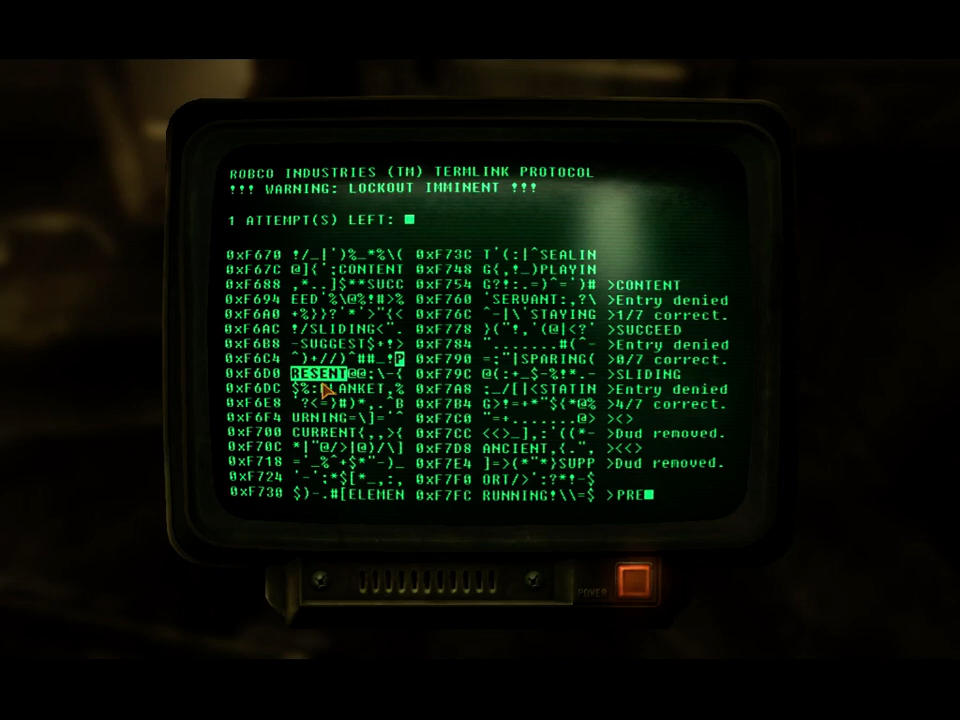 ROBCO INDUSTRIES (TM) TERMLINK PROTOCOL
!!! WARNING: LOCKOUT IMMINENT !!!
1 ATTEMPT(S) LEFT:
0xF670 !/_|')%_*%\( 0xF73C T'(:|^SEALIN
0xF67C @]{';CONTENT 0xF748 G{,!_)PLAYIN
0xF688 ,*..]$**SUCC 0xF754 G?!:.=)^=')# >CONTENT
0xF694 EED'%\@%!#>% 0xF760 'SERVANT:,?\ >Entry denied
0xF6A0 +%}}?'*'>"{< 0xF76C ^-|\'STAYING >1/7 correct.
0xF6AC !/SLIDING<". 0xF778 }("!,'(@|<?' >SUCCEED
0xF6B8 -SUGGEST$+!> 0xF784 ".......#(^- >Entry denied
0xF6C4 ^)+//)^##_!P 0xF790 =:"|SPARING( >0/7 correct.
0xF6D0 RESENT@@:\-{ 0xF79C @(:+_$-%!*.- >SLIDING
0xF6DC $%: ANKET,% 0xF7A8 ;_/[|<STATIN >Entry denied
0xF6E8 '?<=)#)*,.^B 0xF7B4 G>!=+*"${*@% >4/7 correct.
0xF6F4 URNING=\]='^ 0xF7C0 "=+.......@> ><>
0xF700 CURRENT{,,>{ 0xF7CC <<>_],:'((*- >Dud removed.
0xF70C *|"@/>|@)/\] 0xF7D8 ANCIENT,{.", ><<>
0xF718 ='_%^+$*"-)_ 0xF7E4 ]=>(*"*}SUPP >Dud removed.
0xF724 '-';*$[*_,:, 0xF7F0 ORT/>':?*!-$
0xF730 $)-.#[ELEMEN 0xF7FC RUNNING!\\=$ >PRE
POWER